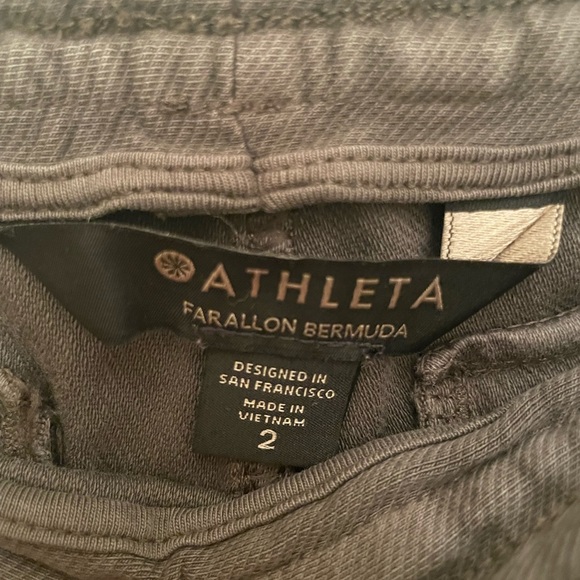 ATHLETA
FARALLON BERMUDA
DESIGNED IN
SAN FRANCISCO
MADE IN
VIETNAM
2